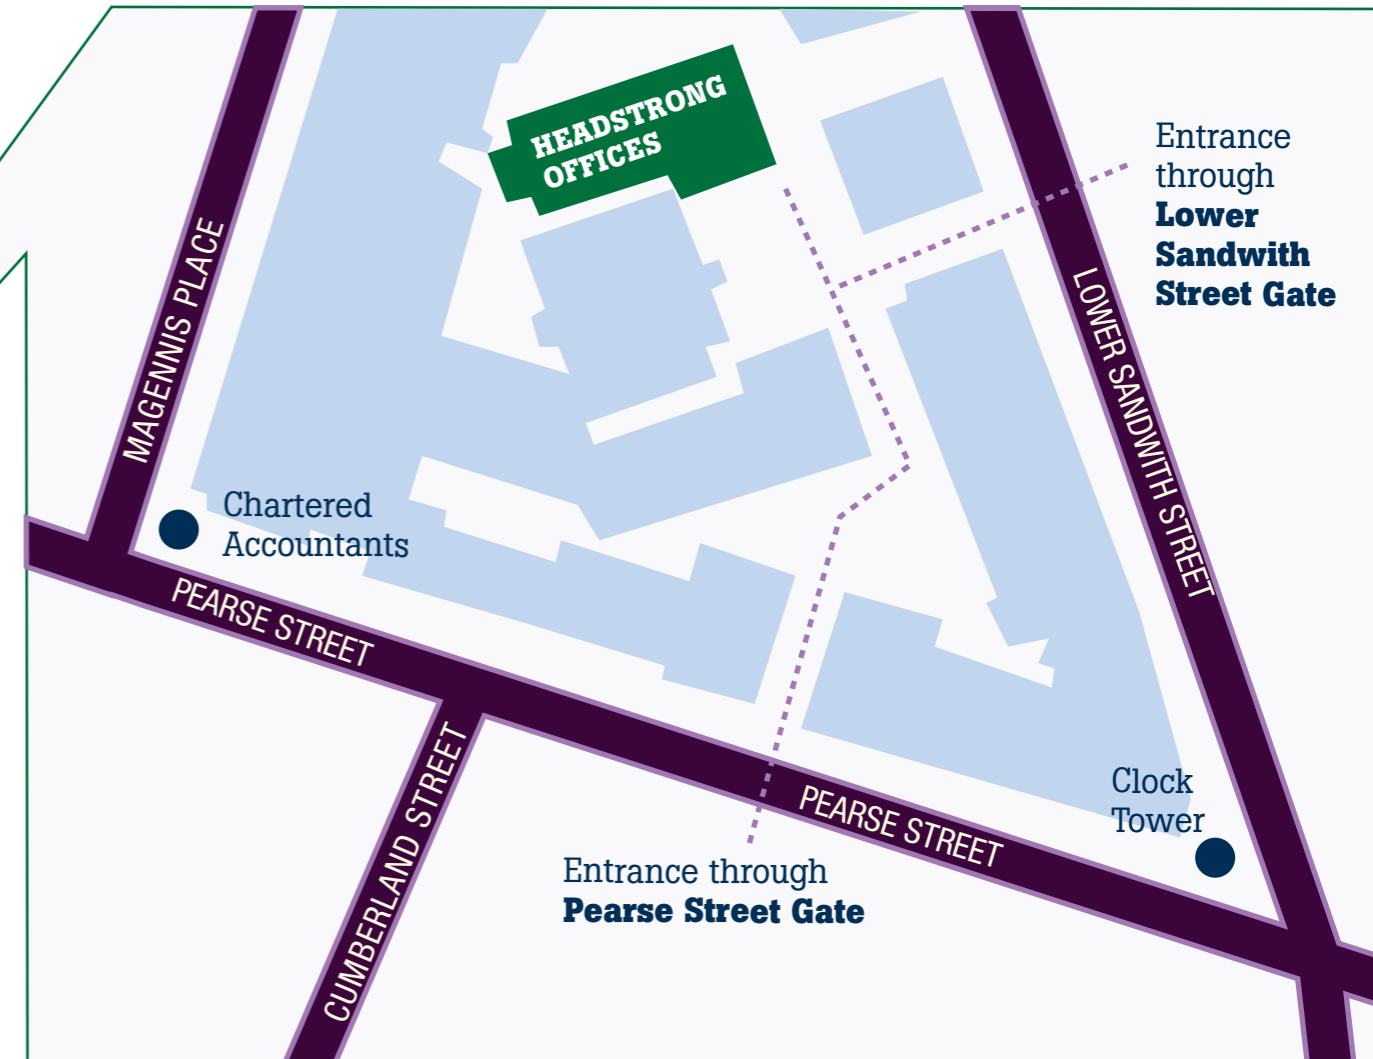 HEADSTRONG
OFFICES
Entrance
through
Lower
Sandwith
Street Gate
MAGENNIS PLACE
LOWER SANDWITH STREET
Chartered
Accountants
PEARSE STREET
CUMBERLAND STREET
Clock
Tower
PEARSE STREET
Entrance through
Pearse Street Gate